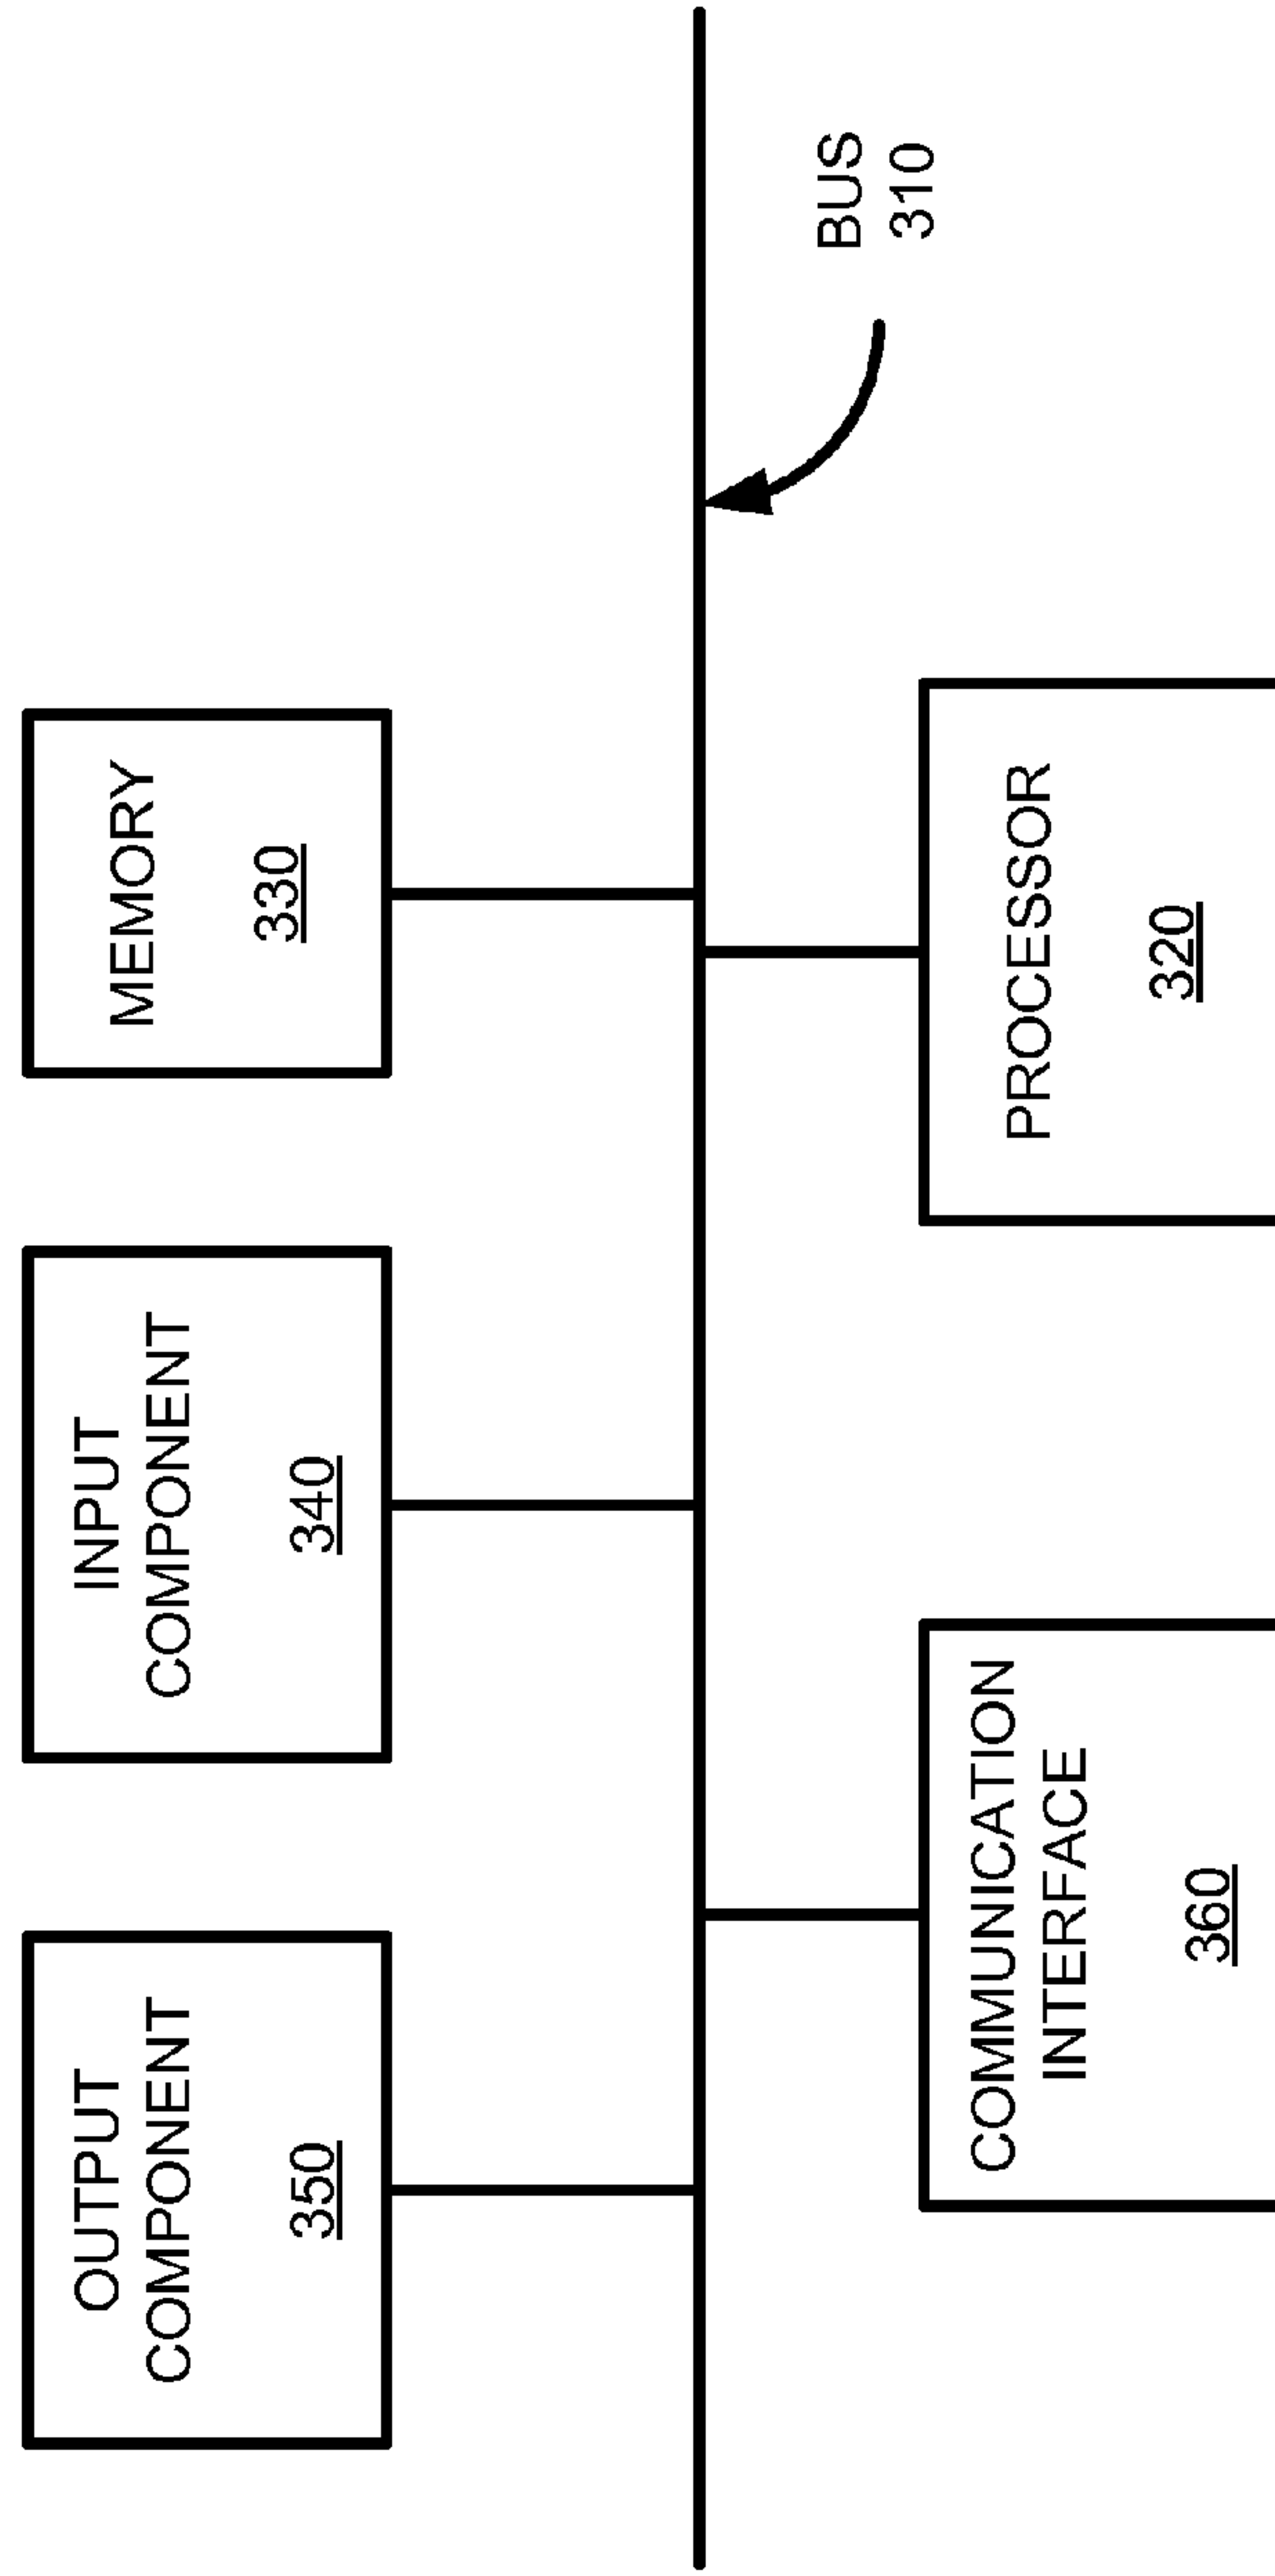 OUTPUT
COMPONENT
350
INPUT
COMPONENT
340
MEMORY
330
BUS
310
COMMUNICATION
INTERFACE
360
PROCESSOR
320